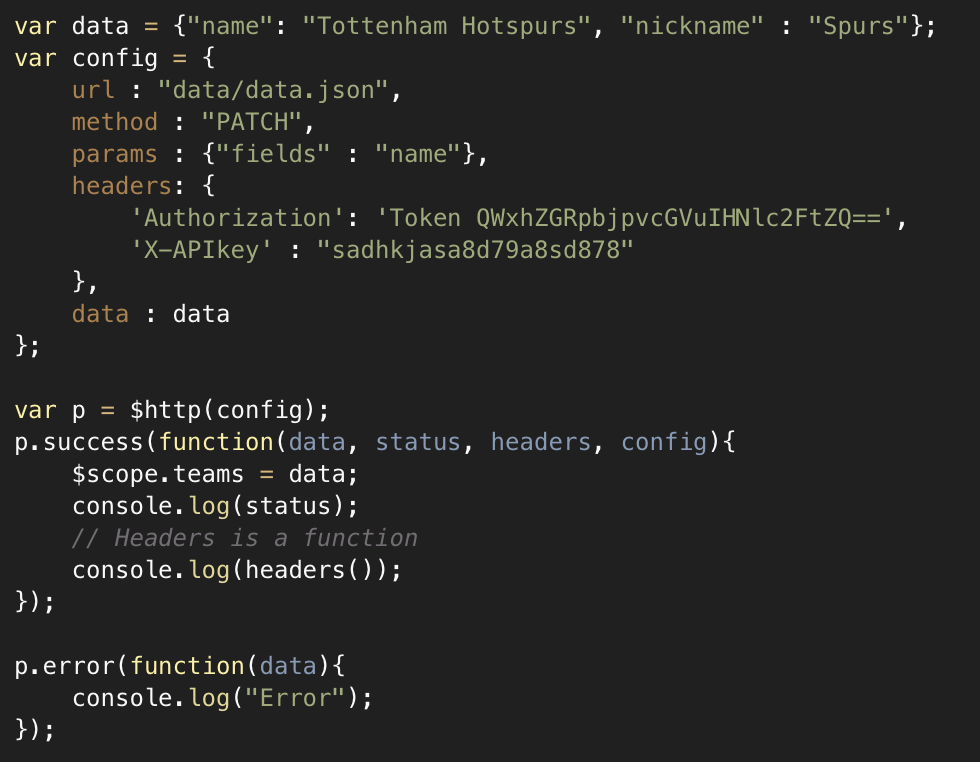 var data = {"name": "Tottenham Hotspurs", "nickname" : "Spurs"};
var config = {
    url : "data/data.json",
    method : "PATCH",
    params : {"fields" : "name"},
    headers: {
        'Authorization': 'Token QWxhZGRpbjpvcGVuIHNlc2FtZQ==',
        'X-APIkey' : "sadhkjasa8d79a8sd878"
    },
    data : data
};

var p = $http(config);
p.success(function(data, status, headers, config){
    $scope.teams = data;
    console.log(status);
    // Headers is a function
    console.log(headers());
});

p.error(function(data){
    console.log("Error");
});